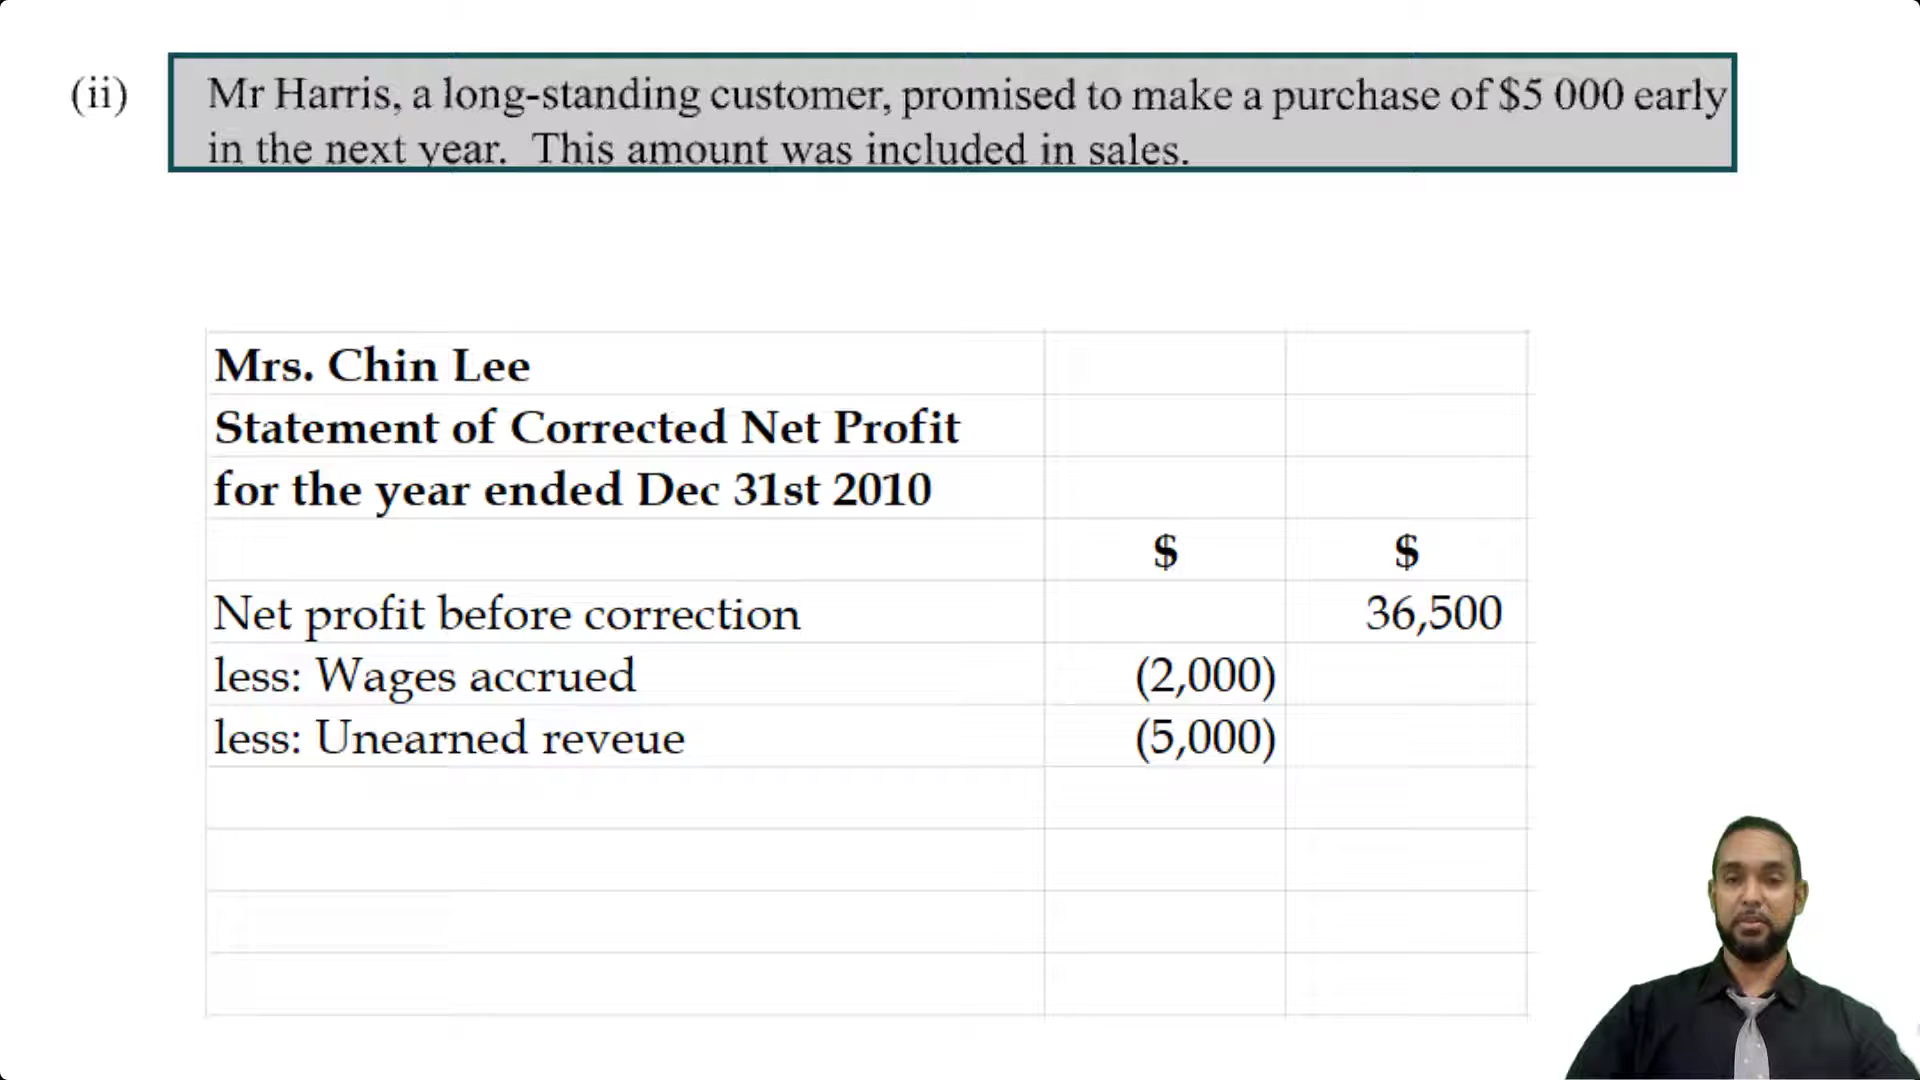 (ii) Mr Harris, a long-standing customer, promised to make a purchase of $5 000 early
in the next year. This amount was included in sales.
Mrs. Chin Lee
Statement of Corrected Net Profit
for the year ended Dec 31st 2010
$ $
Net profit before correction 36,500
less: Wages accrued (2,000)
less: Unearned reveue (5,000)